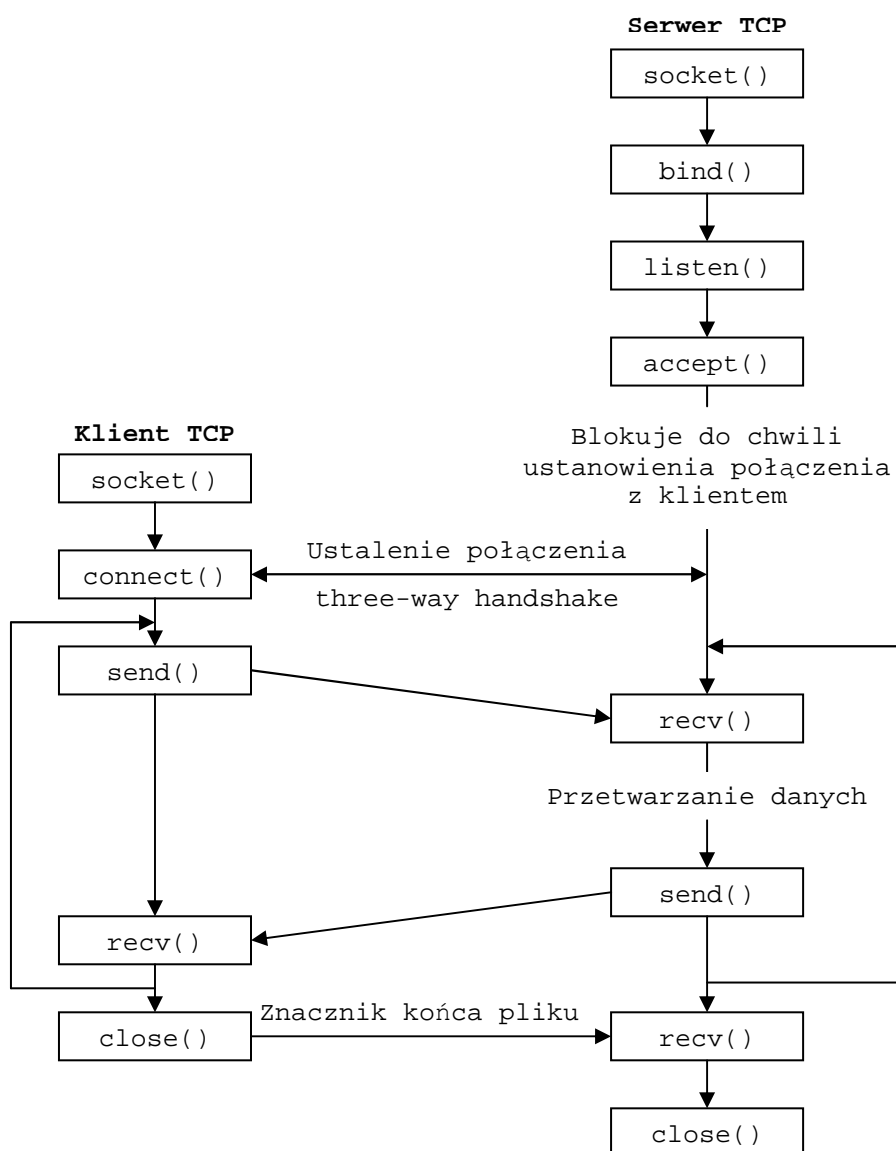 Serwer TCP
socket()
bind()
listen()
accept()
Blokuje do chwili
ustanowienia połączenia
z klientem
Klient TCP
socket()
connect()
Ustalenie połączenia
three-way handshake
send()
recv()
Przetwarzanie danych
send()
recv()
close()
Znacznik końca pliku
recv()
close()